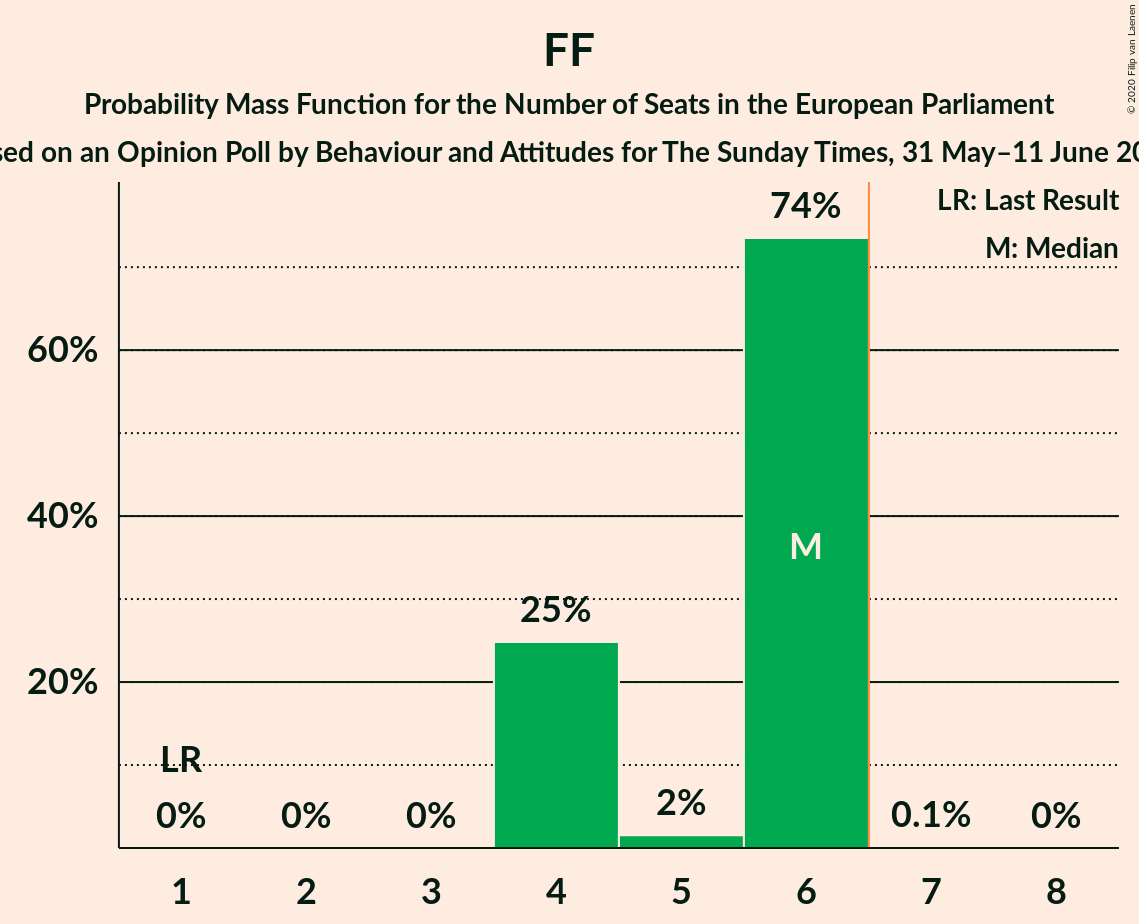 FF
Probability Mass Function for the Number of Seats in the European Parliament
on an Opinion Poll by Behaviour and Attitudes for The Sunday Times, 31 May–11 June
© 2020 Filip van Laenen
LR: Last Result
M: Median
74%
60%
M
40%
25%
20%
LR
0% 0% 0% 2% 0.1% 0%
1 2 3 4 5 6 7 8